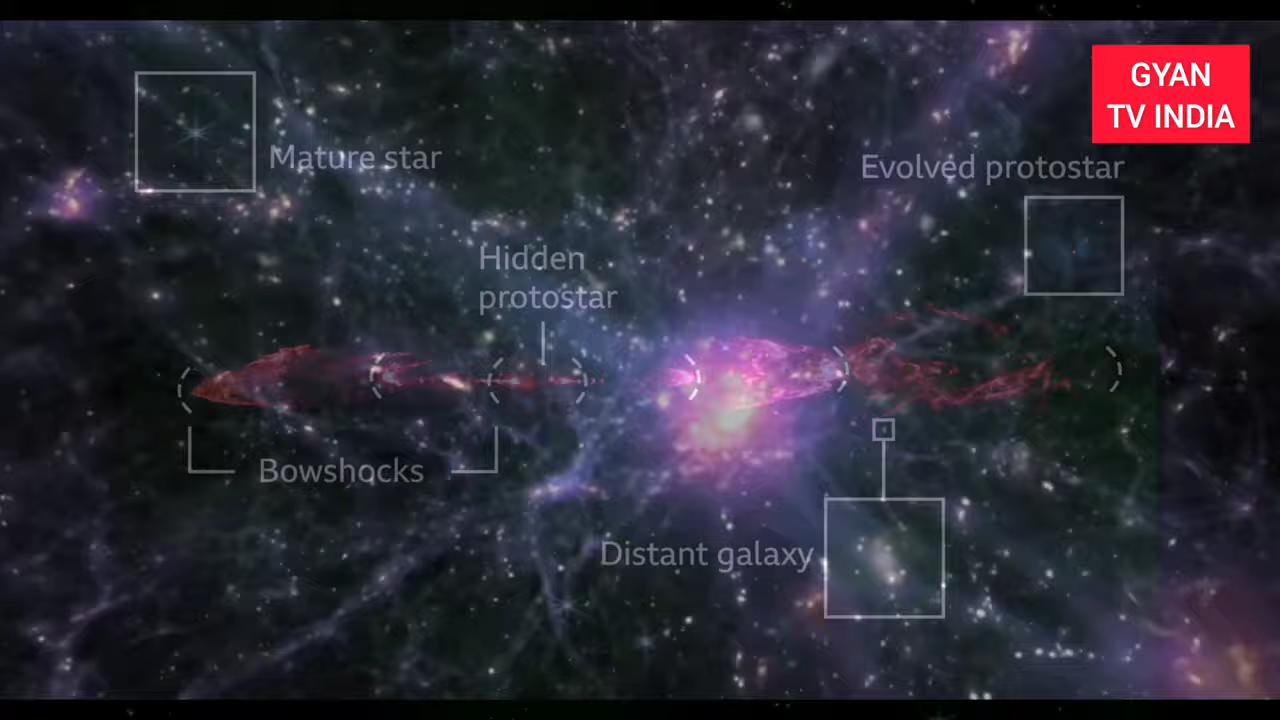 GYAN
TV INDIA
Mature star
Evolved protostar
Hidden
protostar
Bowshocks
Distant galaxy